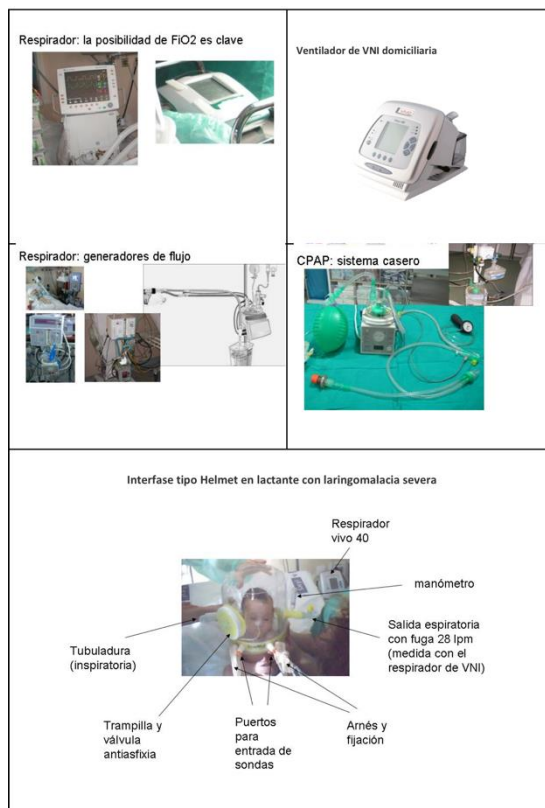 Respirador: la posibilidad de FiO2 es clave
Ventilador de VNI domiciliaria
Respirador: generadores de flujo
CPAP: sistema casero
Interfase tipo Helmet en lactante con laringomalacia severa
Respirador
vivo 40
manómetro
Salida espiratoria
con fuga 28 lpm
(medida con el
respirador de VNI)
Tubuladura
(inspiratoria)
Trampilla y
válvula
antiasfixia
Puertos
para
entrada de
sondas
Arnés y
fijación